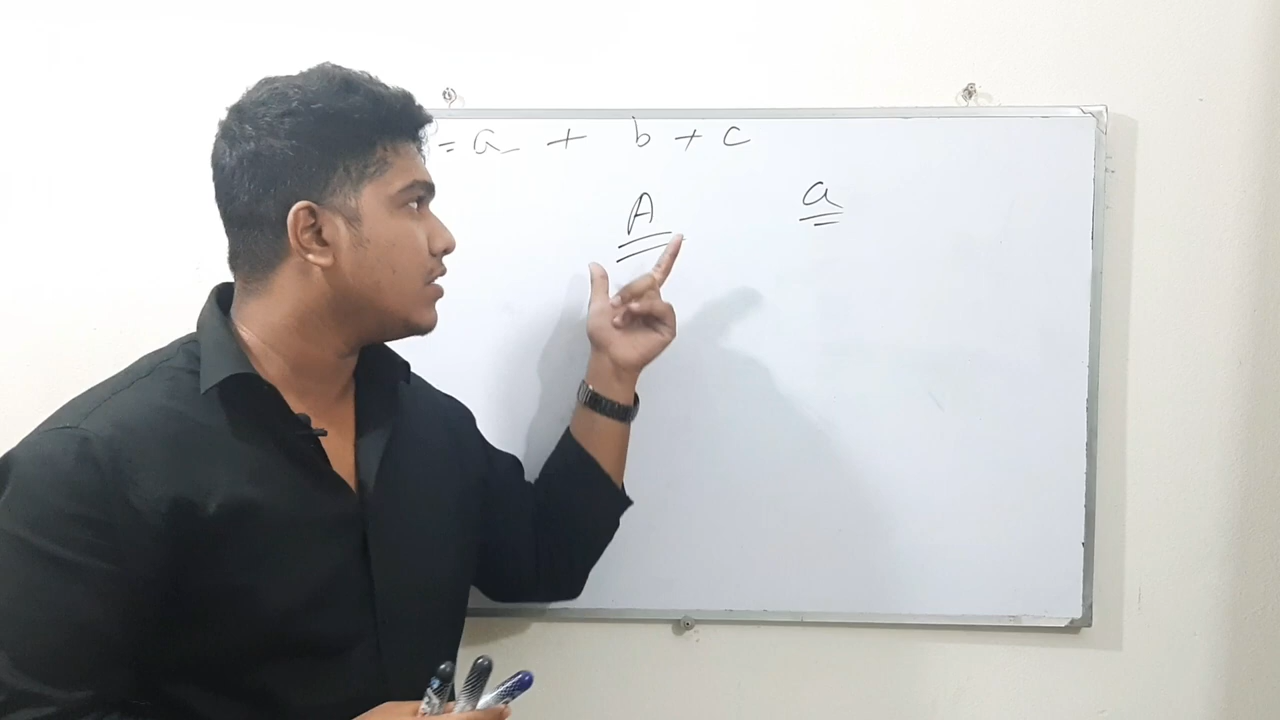 = a + b + c
A a